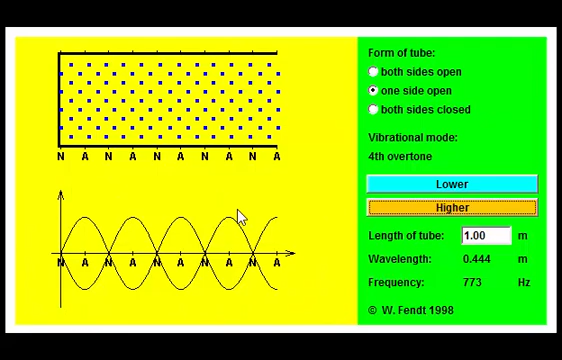 Form of tube:
both sides open
one side open
both sides closed
Vibrational mode:
4th overtone
Lower
Higher
Length of tube: 1.00 m
Wavelength: 0.444 m
Frequency: 773 Hz
© W. Fendt 1998
N A N A N A N A N A
N A N A N A N A N A